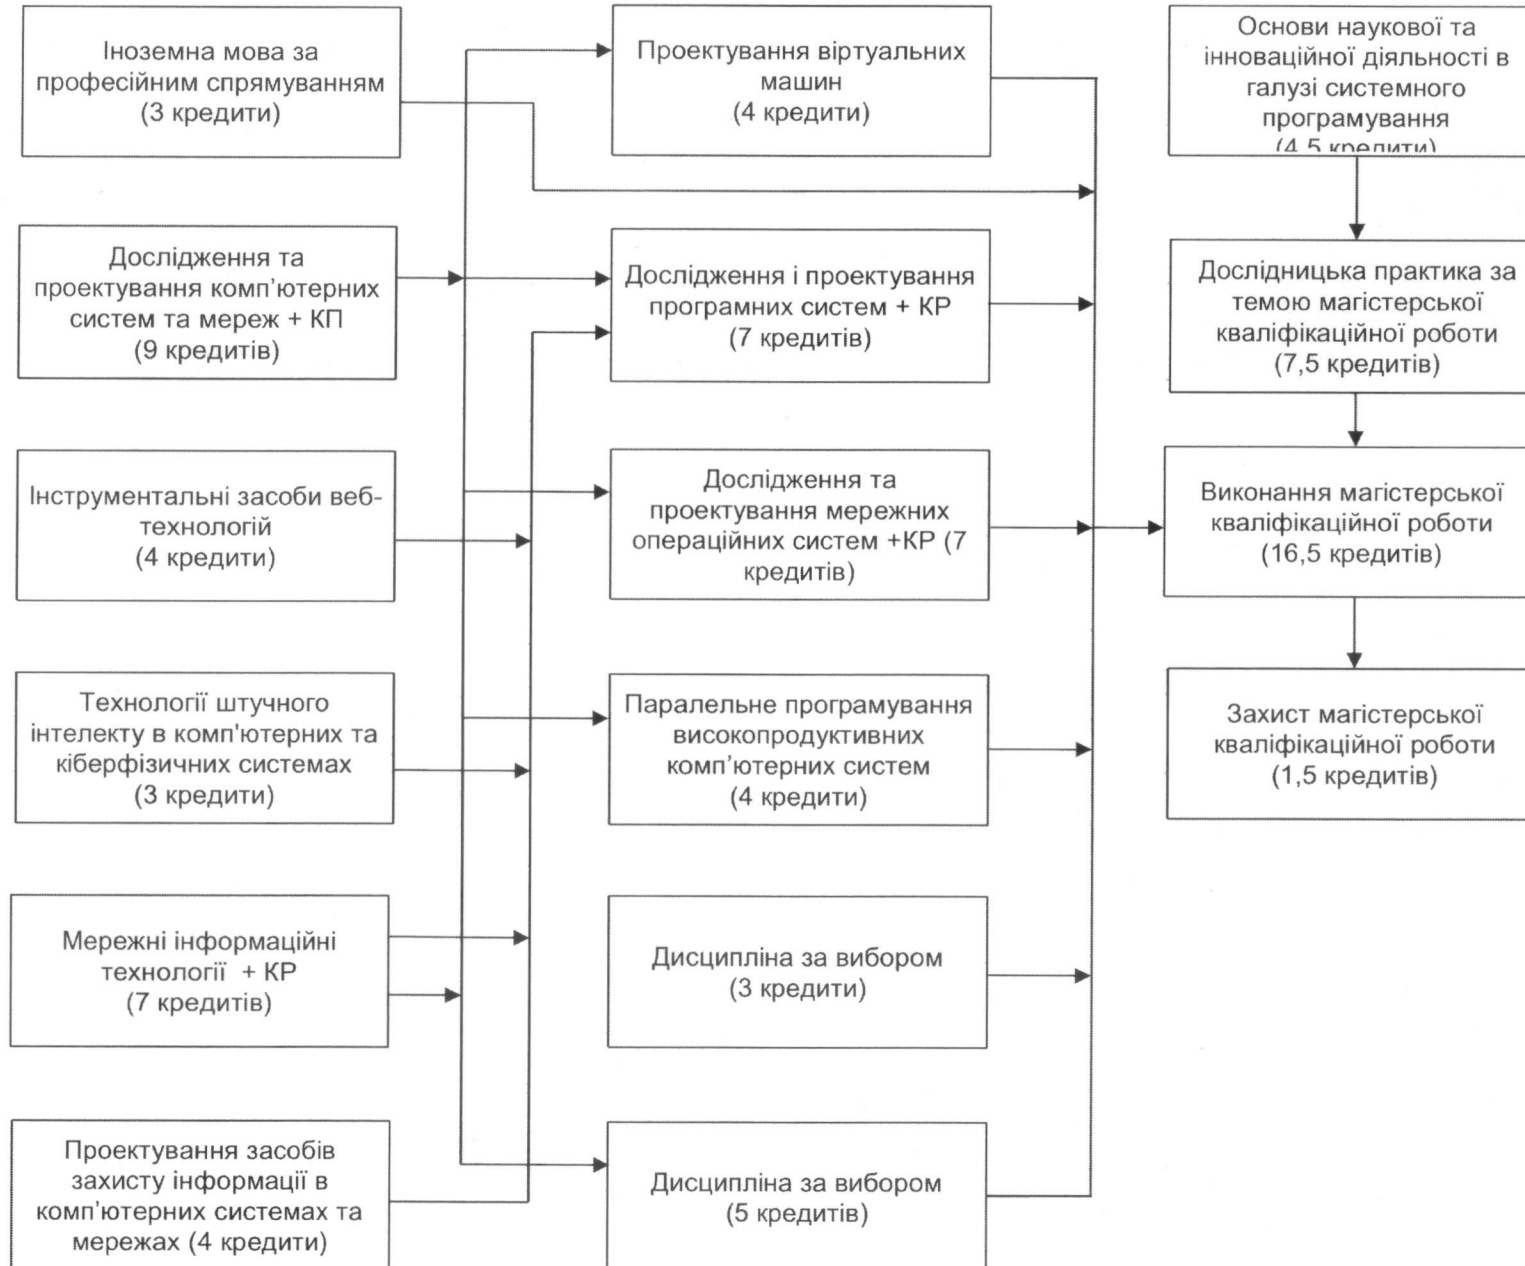 Іноземна мова за
професійним спрямуванням
(3 кредити)
Дослідження та
проектування комп'ютерних
систем та мереж + КП
(9 кредитів)
Інструментальні засоби веб-
технологій
(4 кредити)
Технології штучного
інтелекту в комп'ютерних та
кіберфізичних системах
(3 кредити)
Мережні інформаційні
технології + КР
(7 кредитів)
Проектування засобів
захисту інформації в
комп'ютерних системах та
мережах (4 кредити)
Проектування віртуальних
машин
(4 кредити)
Дослідження і проектування
програмних систем + КР
(7 кредитів)
Дослідження та
проектування мережних
операційних систем +КР (7
кредитів)
Паралельне програмування
високопродуктивних
комп'ютерних систем
(4 кредити)
Дисципліна за вибором
(3 кредити)
Дисципліна за вибором
(5 кредитів)
Основи наукової та
інноваційної діяльності в
галузі системного
програмування
(4,5 кредити)
Дослідницька практика за
темою магістерської
кваліфікаційної роботи
(7,5 кредитів)
Виконання магістерської
кваліфікаційної роботи
(16,5 кредитів)
Захист магістерської
кваліфікаційної роботи
(1,5 кредитів)